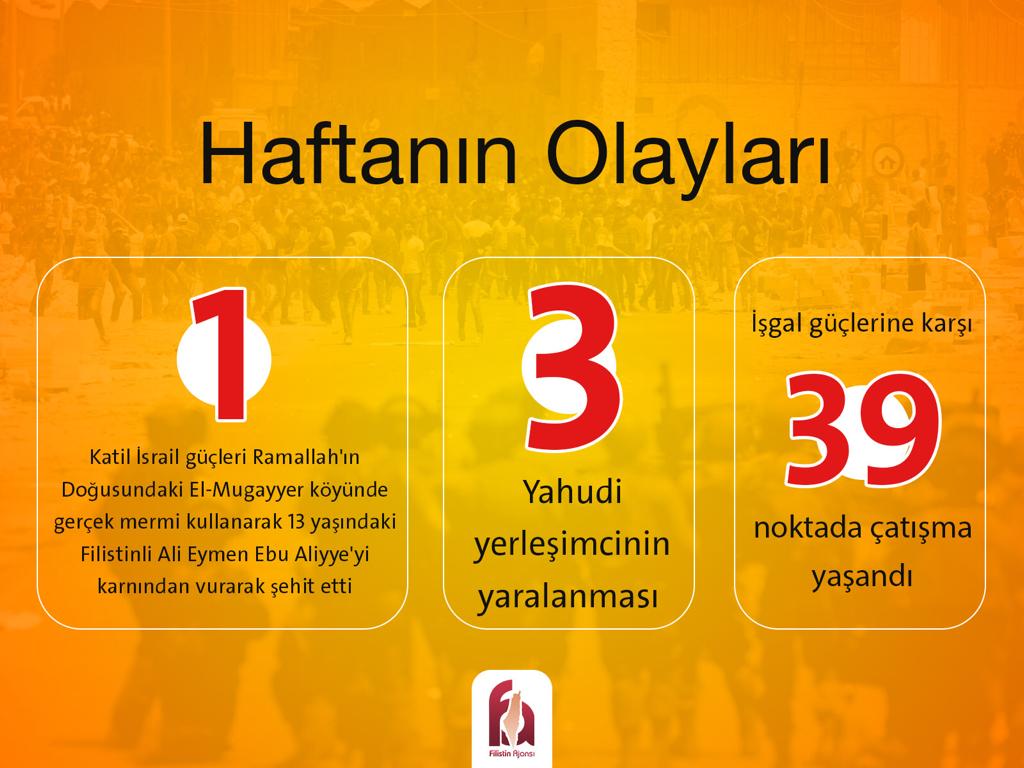 Haftanın Olayları
1
Katil İsrail güçleri Ramallah'ın
Doğusundaki El-Mugayyer köyünde
gerçek mermi kullanarak 13 yaşındaki
Filistinli Ali Eymen Ebu Aliyye'yi
karnından vurarak şehit etti
3
Yahudi
yerleşimcinin
yaralanması
İşgal güçlerine karşı
39
noktada çatışma
yaşandı
Filistin Ajansı